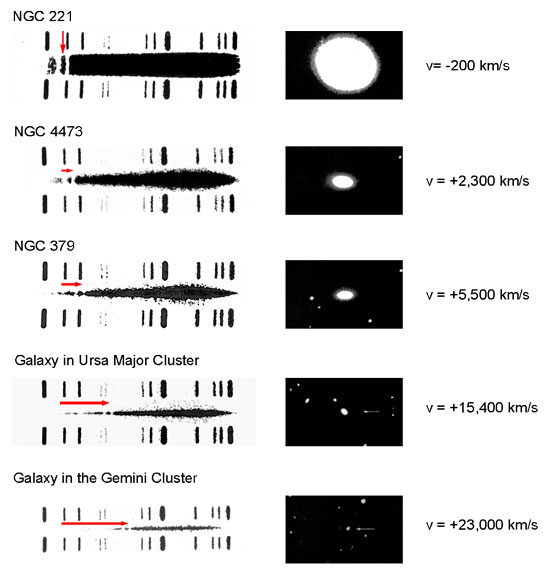 NGC 221
v= -200 km/s
NGC 4473
v = +2,300 km/s
NGC 379
v = +5,500 km/s
Galaxy in Ursa Major Cluster
v = +15,400 km/s
Galaxy in the Gemini Cluster
v = +23,000 km/s